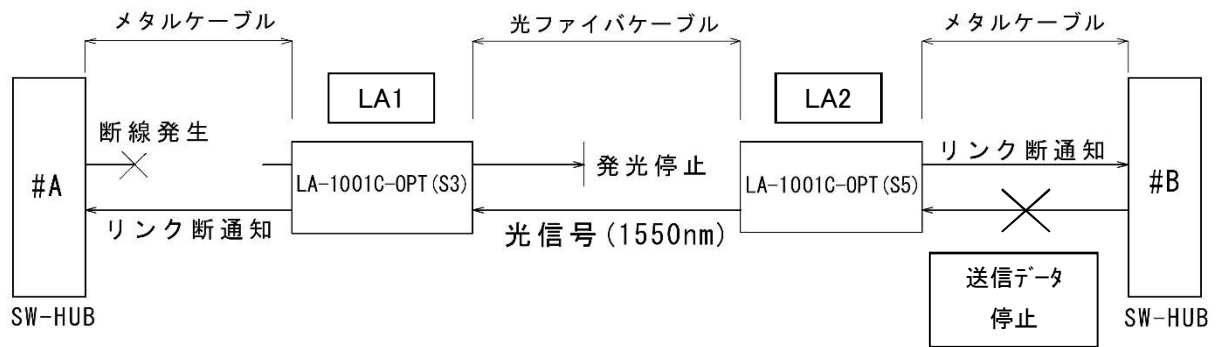 メタルケーブル
光ファイバケーブル
メタルケーブル
LA1
LA2
断線発生
#A
LA-1001C-OPT(S3)
発光停止
LA-1001C-OPT(S5)
リンク断通知
#B
リンク断通知
光信号(1550nm)
送信データ
停止
SW-HUB
SW-HUB